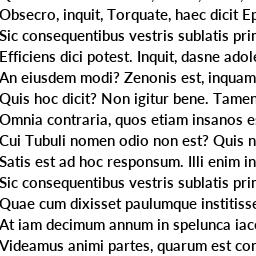 Obsecro, inquit, Torquate, haec dicit Ep
Sic consequentibus vestris sublatis prim
Efficiens dici potest. Inquit, dasne adole
An eiusdem modi? Zenonis est, inquam
Quis hoc dicit? Non igitur bene. Tamen
Omnia contraria, quos etiam insanos es
Cui Tubuli nomen odio non est? Quis n
Satis est ad hoc responsum. Illi enim in
Sic consequentibus vestris sublatis prim
Quae cum dixisset paulumque institisse
At iam decimum annum in spelunca iace
Videamus animi partes, quarum est con